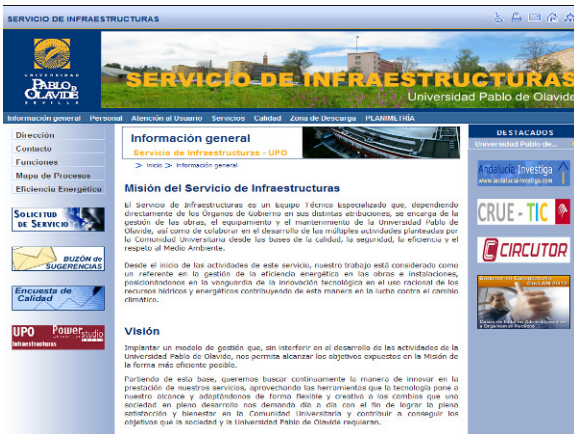 SERVICIO DE INFRAESTRUCTURAS
UNIVERSIDAD
PABLO DE
OLAVIDE
SEVILLA
SERVICIO DE INFRAESTRUCTURAS
Universidad Pablo de Olavide
Información general Personal Atención al Usuario Servicios Calidad Zona de Descarga PLANIMETRÍA
Dirección
Contacto
Funciones
Mapa de Procesos
Eficiencia Energética
SOLICITUD
DE SERVICIO
BUZÓN de
SUGERENCIAS
Encuesta de
Calidad
UPO PowerStudio
Infraestructuras
Información general
Servicio de Infraestructuras - UPO
> Inicio > Información general
Misión del Servicio de Infraestructuras
El Servicio de Infraestructuras es un Equipo Técnico Especializado que, dependiendo
directamente de los Órganos de Gobierno en sus distintas atribuciones, se encarga de la
gestión de las obras, el equipamiento y el mantenimiento de la Universidad Pablo de
Olavide, así como de colaborar en el desarrollo de las múltiples actividades planteadas por
la Comunidad Universitaria desde las bases de la calidad, la seguridad, la eficiencia y el
respeto al Medio Ambiente.
Desde el inicio de las actividades de este servicio, nuestro trabajo está considerado como
un referente en la gestión de la eficiencia energética en las obras e instalaciones,
posicionándonos en la vanguardia de la innovación tecnológica en el uso racional de los
recursos hídricos y energéticos contribuyendo de esta manera en la lucha contra el cambio
climático.
Visión
Implantar un modelo de gestión que, sin interferir en el desarrollo de las actividades de la
Universidad Pablo de Olavide, nos permita alcanzar los objetivos expuestos en la Misión de
la forma más eficiente posible.
Partiendo de esta base, queremos buscar continuamente la manera de innovar en la
prestación de nuestros servicios, aprovechando las herramientas que la tecnología pone a
nuestro alcance y adaptándonos de forma flexible y creativa a los cambios que una
sociedad en pleno desarrollo nos demanda día a día con el fin de lograr la plena
satisfacción y bienestar en la Comunidad Universitaria y contribuir a conseguir los
objetivos que la sociedad y la Universidad Pablo de Olavide requieran.
DESTACADOS
Universidad Pablo de...
Andalucía Investiga
www.andaluciainvestiga.com
CRUE - TIC
CIRCUTOR